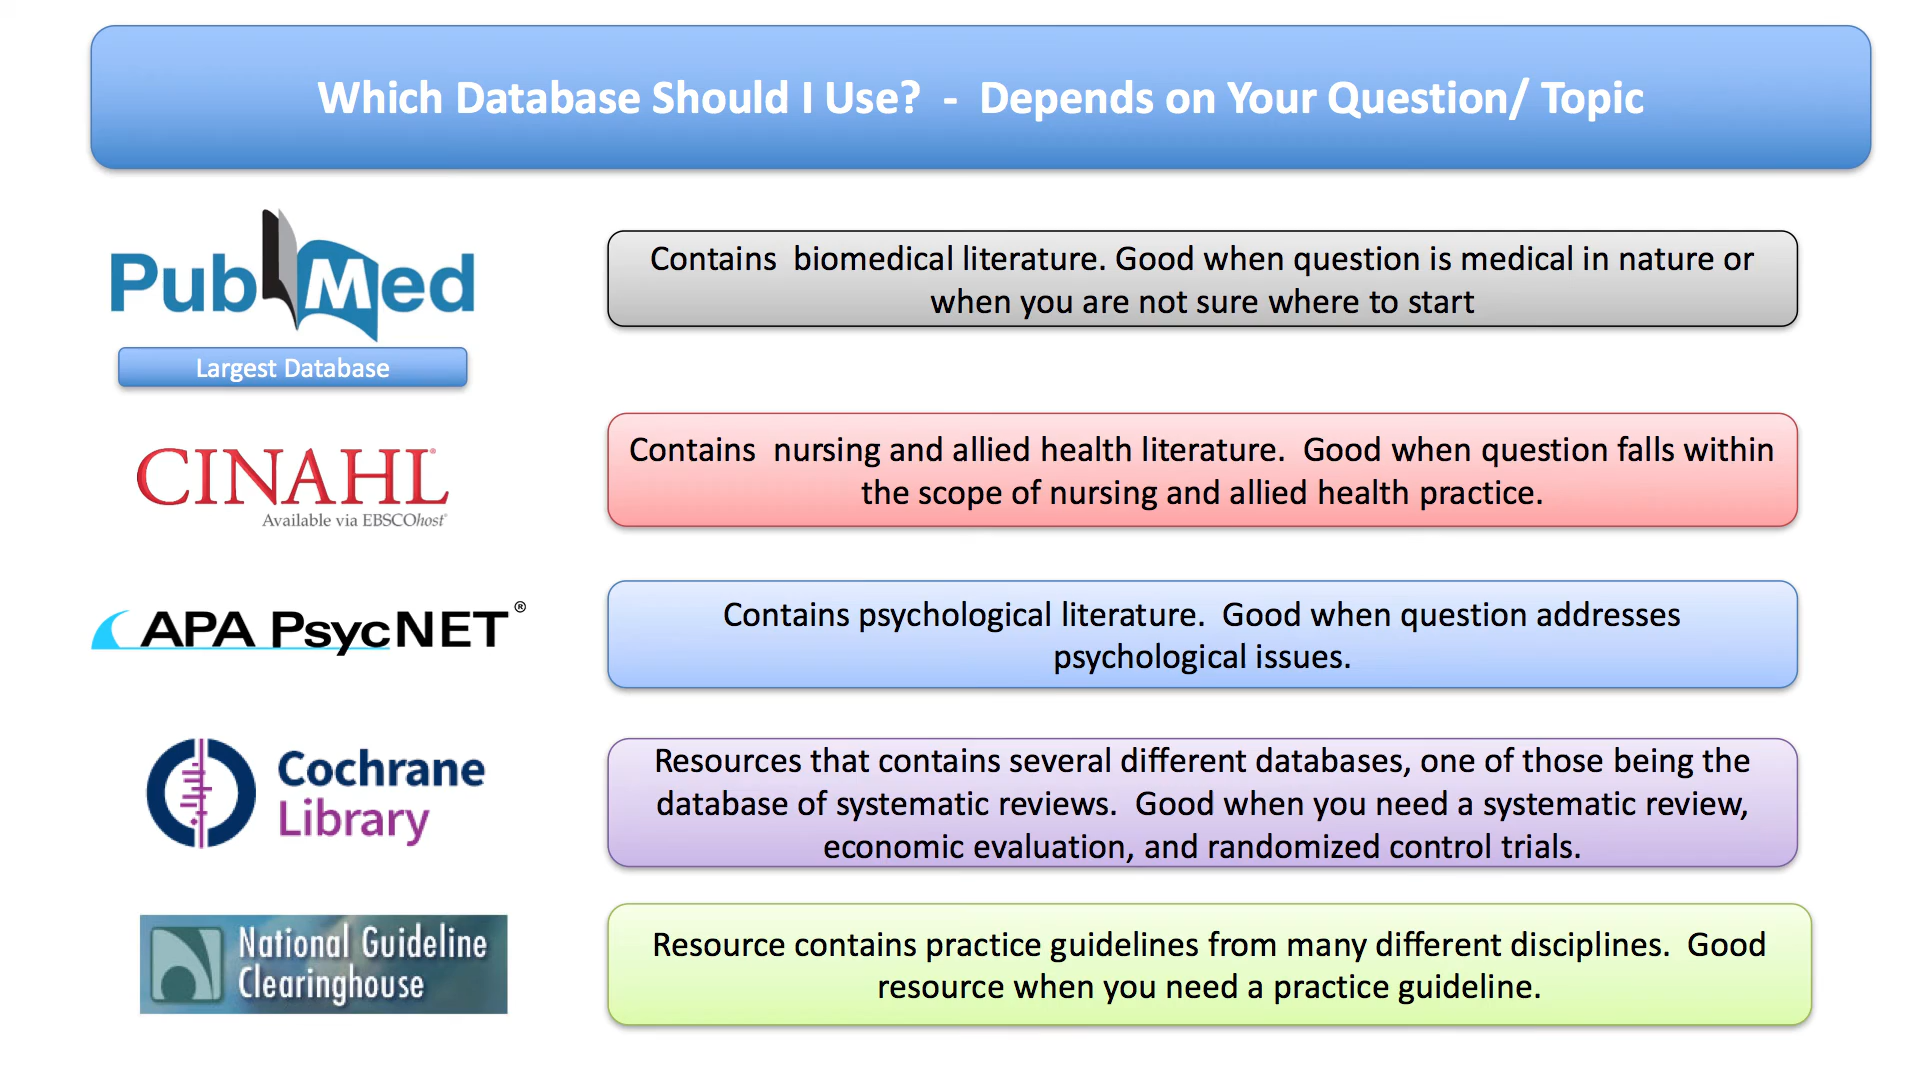 Which Database Should I Use?  -  Depends on Your Question/ Topic
PubMed
Largest Database
Contains  biomedical literature. Good when question is medical in nature or
when you are not sure where to start
CINAHL
Available via EBSCOhost
Contains  nursing and allied health literature.  Good when question falls within
the scope of nursing and allied health practice.
APA PsycNET®
Contains psychological literature.  Good when question addresses
psychological issues.
Cochrane
Library
Resources that contains several different databases, one of those being the
database of systematic reviews.  Good when you need a systematic review,
economic evaluation, and randomized control trials.
National Guideline
Clearinghouse
Resource contains practice guidelines from many different disciplines.  Good
resource when you need a practice guideline.